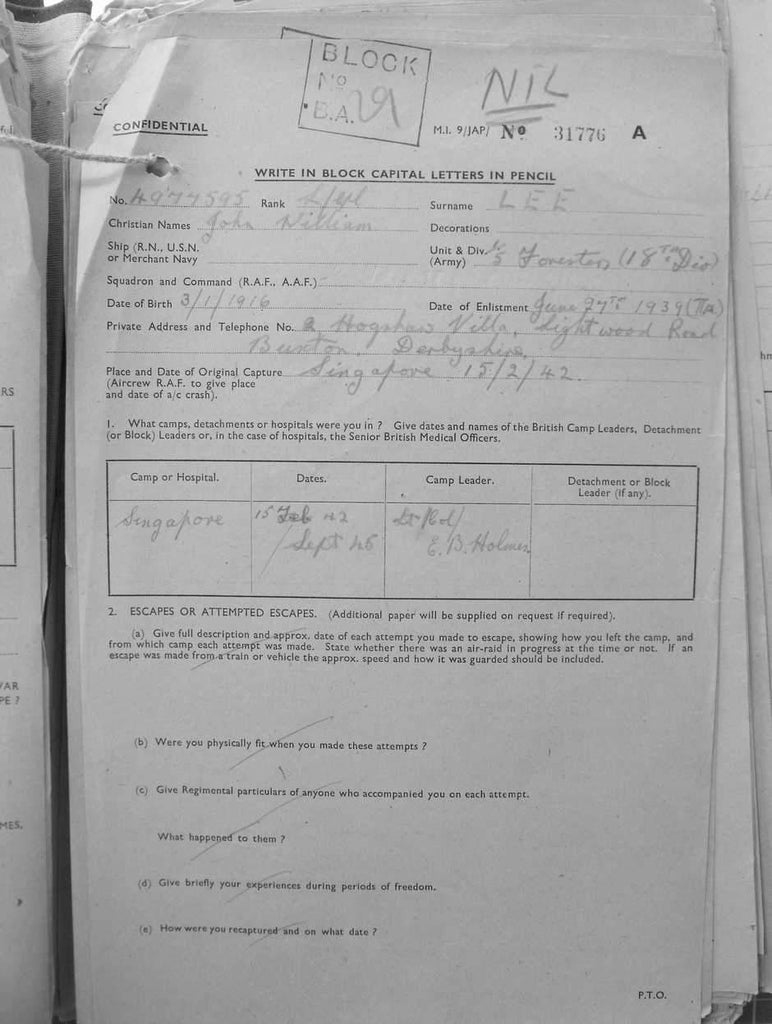 BLOCK
No
B.A.
NIL
CONFIDENTIAL
M.I. 9/JAP/ No 31776 A
WRITE IN BLOCK CAPITAL LETTERS IN PENCIL
No. 4977595 Rank L/Cpl Surname LEE
Christian Names John William Decorations
Ship (R.N., U.S.N. or Merchant Navy
Unit & Div. (Army) 1/5 Foresters (18TH Div)
Squadron and Command (R.A.F., A.A.F.)
Date of Birth 3/1/1916 Date of Enlistment June 27TH 1939 (TA)
Private Address and Telephone No. 2 Hogshaw Villa, Lightwood Road
Buxton, Derbyshire,
Place and Date of Original Capture Singapore 15/2/42.
(Aircrew R.A.F. to give place
and date of a/c crash).
1. What camps, detachments or hospitals were you in ? Give dates and names of the British Camp Leaders, Detachment
(or Block) Leaders or, in the case of hospitals, the Senior British Medical Officers.
Camp or Hospital. Dates. Camp Leader. Detachment or Block
Leader (if any).
Singapore 15 Feb 42 Lt/Col/
/Sept 45 E.B. Holmes
2. ESCAPES OR ATTEMPTED ESCAPES. (Additional paper will be supplied on request if required).
(a) Give full description and approx. date of each attempt you made to escape, showing how you left the camp, and
from which camp each attempt was made. State whether there was an air-raid in progress at the time or not. If an
escape was made from a train or vehicle the approx. speed and how it was guarded should be included.
(b) Were you physically fit when you made these attempts ?
(c) Give Regimental particulars of anyone who accompanied you on each attempt.
What happened to them ?
(d) Give briefly your experiences during periods of freedom.
(e) How were you recaptured and on what date ?
P.T.O.